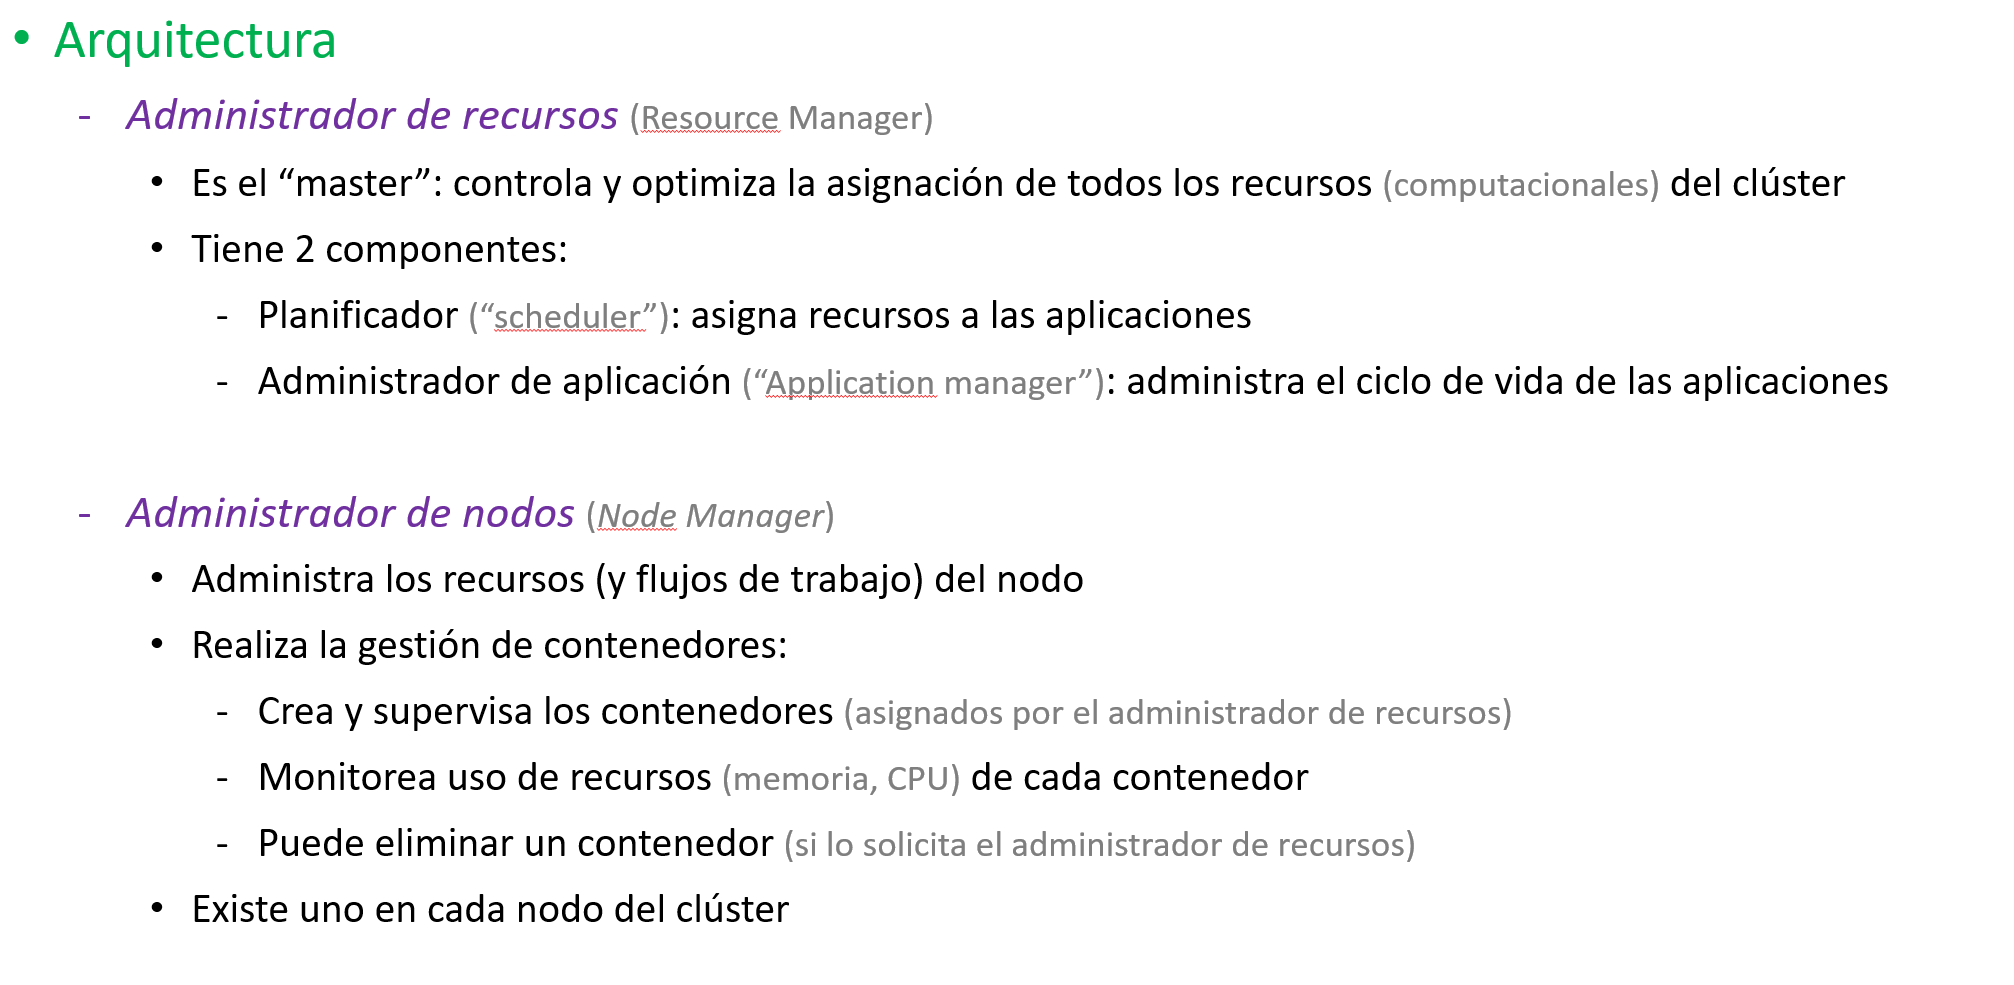 • Arquitectura
- Administrador de recursos (Resource Manager)
• Es el “master”: controla y optimiza la asignación de todos los recursos (computacionales) del clúster
• Tiene 2 componentes:
- Planificador (“scheduler”): asigna recursos a las aplicaciones
- Administrador de aplicación (“Application manager”): administra el ciclo de vida de las aplicaciones
- Administrador de nodos (Node Manager)
• Administra los recursos (y flujos de trabajo) del nodo
• Realiza la gestión de contenedores:
- Crea y supervisa los contenedores (asignados por el administrador de recursos)
- Monitorea uso de recursos (memoria, CPU) de cada contenedor
- Puede eliminar un contenedor (si lo solicita el administrador de recursos)
• Existe uno en cada nodo del clúster